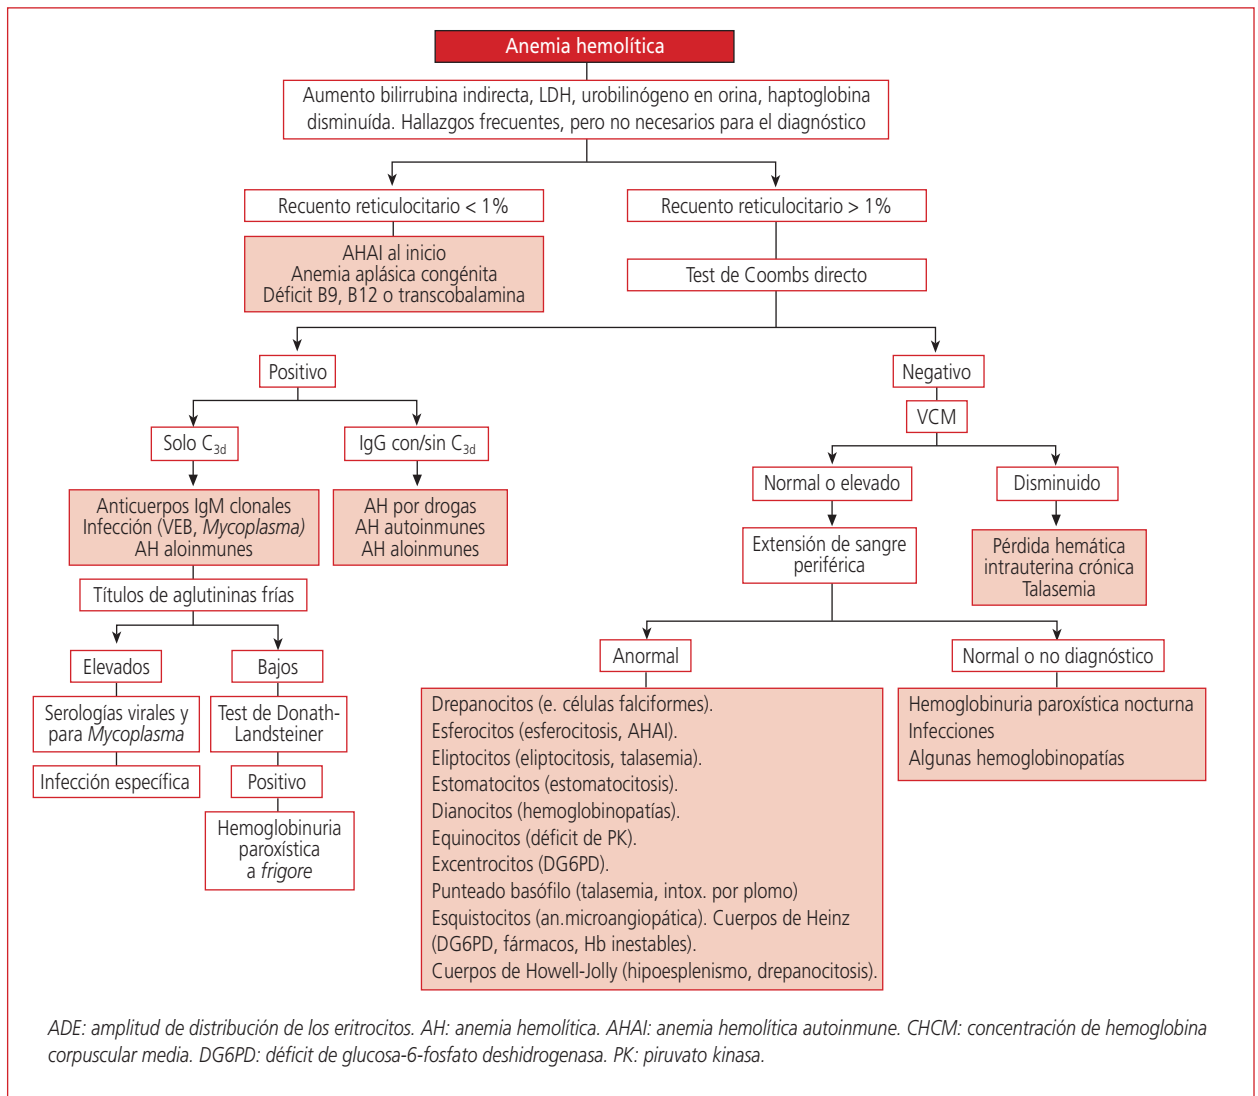 Anemia hemolítica
Aumento bilirrubina indirecta, LDH, urobilinógeno en orina, haptoglobina
disminuída. Hallazgos frecuentes, pero no necesarios para el diagnóstico
Recuento reticulocitario < 1%
Recuento reticulocitario > 1%
AHAI al inicio
Anemia aplásica congénita
Déficit B9, B12 o transcobalamina
Test de Coombs directo
Positivo
Negativo
VCM
Solo C3d
IgG con/sin C3d
Normal o elevado
Disminuido
Anticuerpos IgM clonales
Infección (VEB, Mycoplasma)
AH aloinmunes
AH por drogas
AH autoinmunes
AH aloinmunes
Extensión de sangre
periférica
Pérdida hemática
intrauterina crónica
Talasemia
Títulos de aglutininas frías
Elevados
Bajos
Anormal
Normal o no diagnóstico
Serologías virales y
para Mycoplasma
Test de Donath-
Landsteiner
Infección específica
Positivo
Hemoglobinuria
paroxística
a frigore
Drepanocitos (e. células falciformes).
Esferocitos (esferocitosis, AHAI).
Eliptocitos (eliptocitosis, talasemia).
Estomatocitos (estomatocitosis).
Dianocitos (hemoglobinopatías).
Equinocitos (déficit de PK).
Excentrocitos (DG6PD).
Punteado basófilo (talasemia, intox. por plomo)
Esquistocitos (an.microangiopática). Cuerpos de Heinz
(DG6PD, fármacos, Hb inestables).
Cuerpos de Howell-Jolly (hipoesplenismo, drepanocitosis).
Hemoglobinuria paroxística nocturna
Infecciones
Algunas hemoglobinopatías
ADE: amplitud de distribución de los eritrocitos. AH: anemia hemolítica. AHAI: anemia hemolítica autoinmune. CHCM: concentración de hemoglobina
corpuscular media. DG6PD: déficit de glucosa-6-fosfato deshidrogenasa. PK: piruvato kinasa.